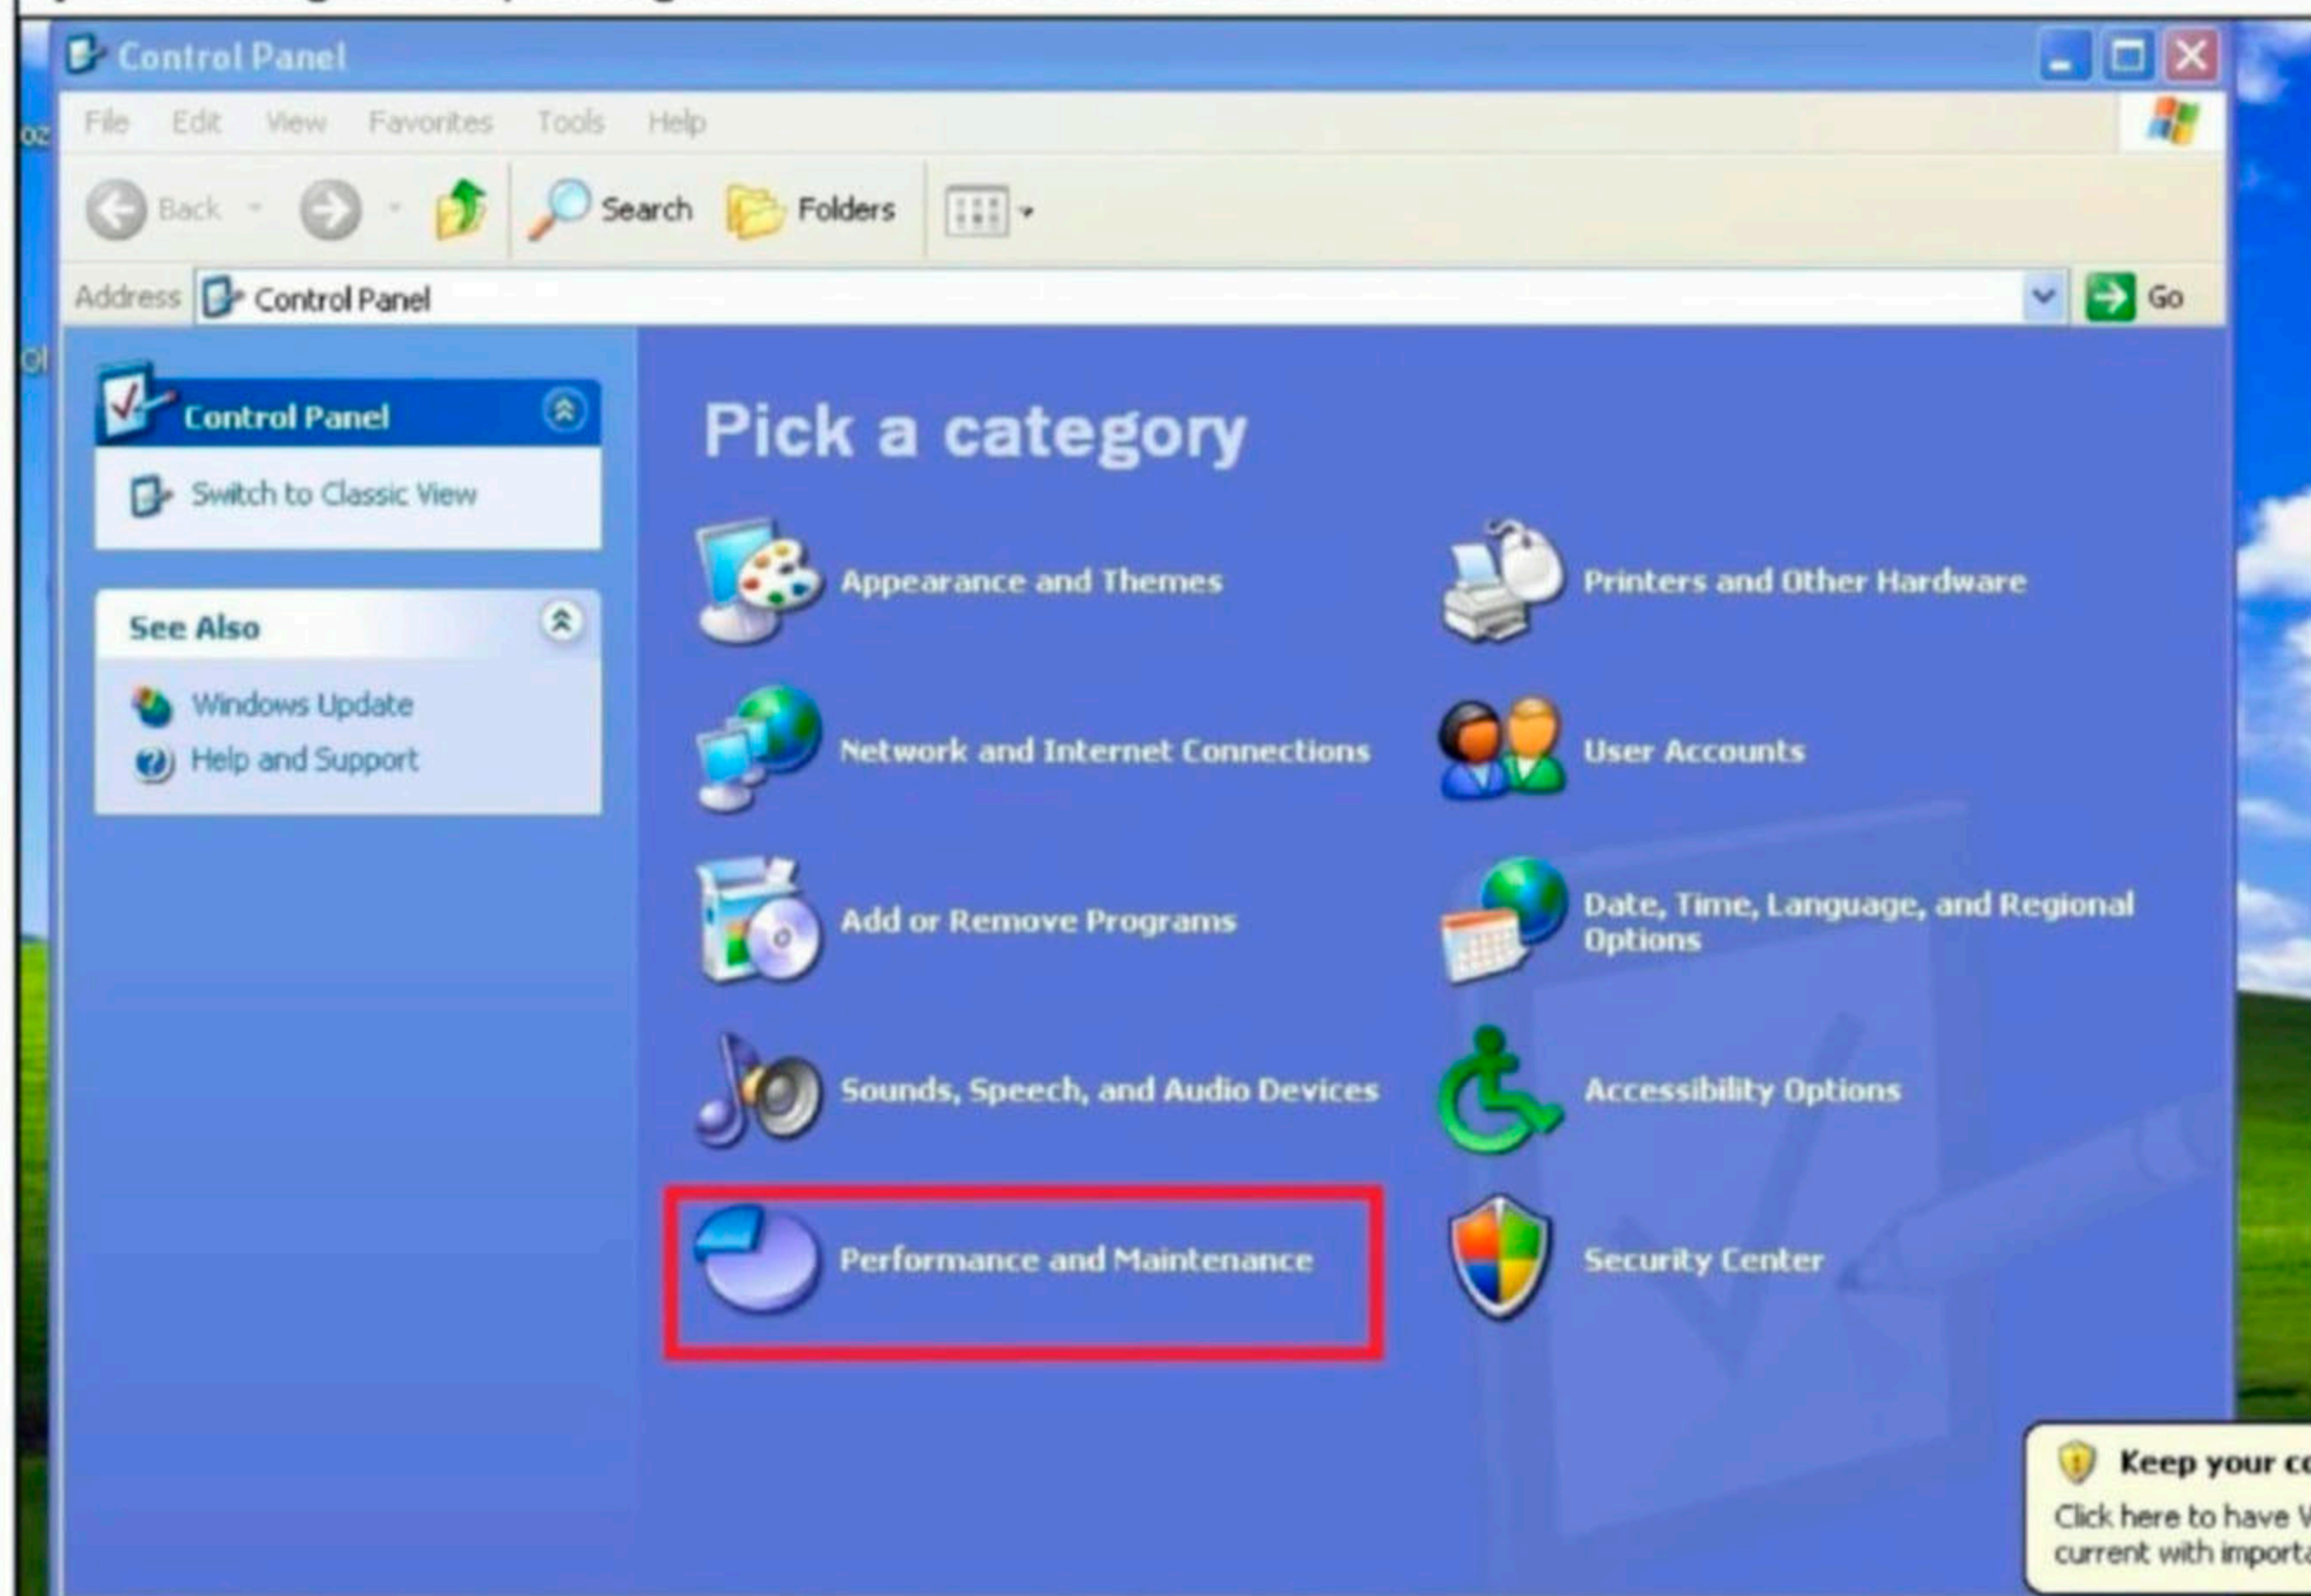 Control Panel
File Edit View Favorites Tools Help
Back Search Folders
Address Control Panel Go
Control Panel
Switch to Classic View
See Also
Windows Update
Help and Support
Pick a category
Appearance and Themes
Printers and Other Hardware
Network and Internet Connections
User Accounts
Add or Remove Programs
Date, Time, Language, and Regional
Options
Sounds, Speech, and Audio Devices
Accessibility Options
Performance and Maintenance
Security Center
Keep your co
Click here to have
current with importa